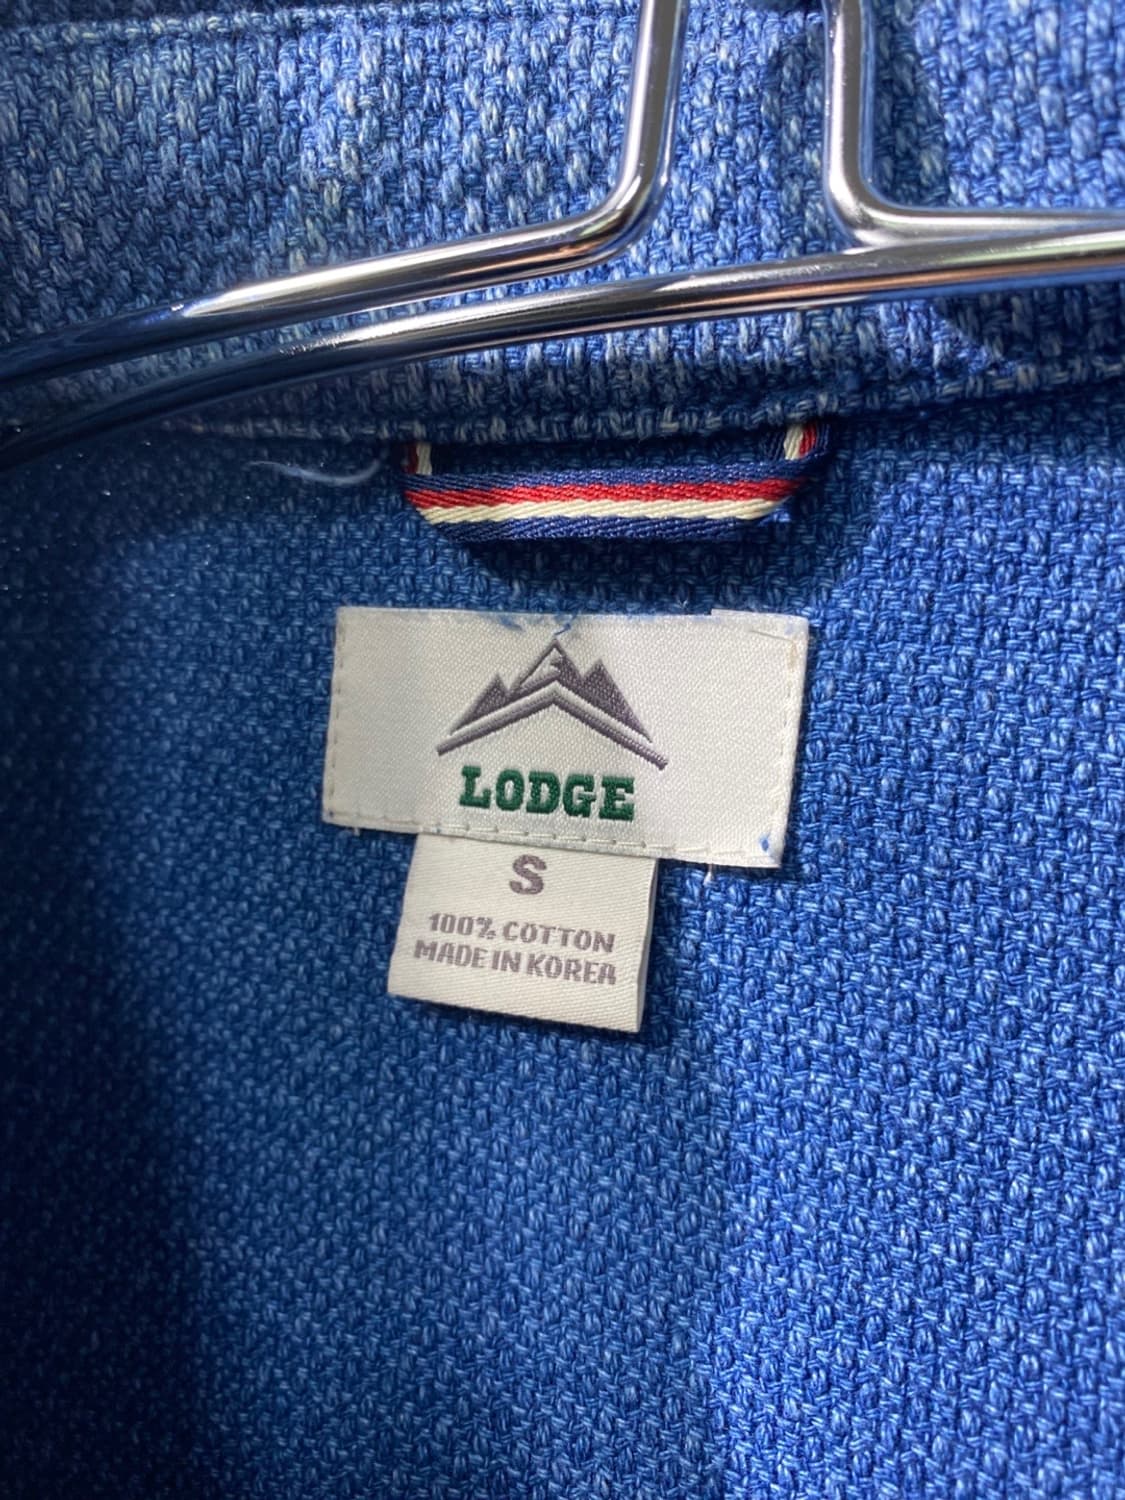 LODGE
S
100% COTTON
MADE IN KOREA